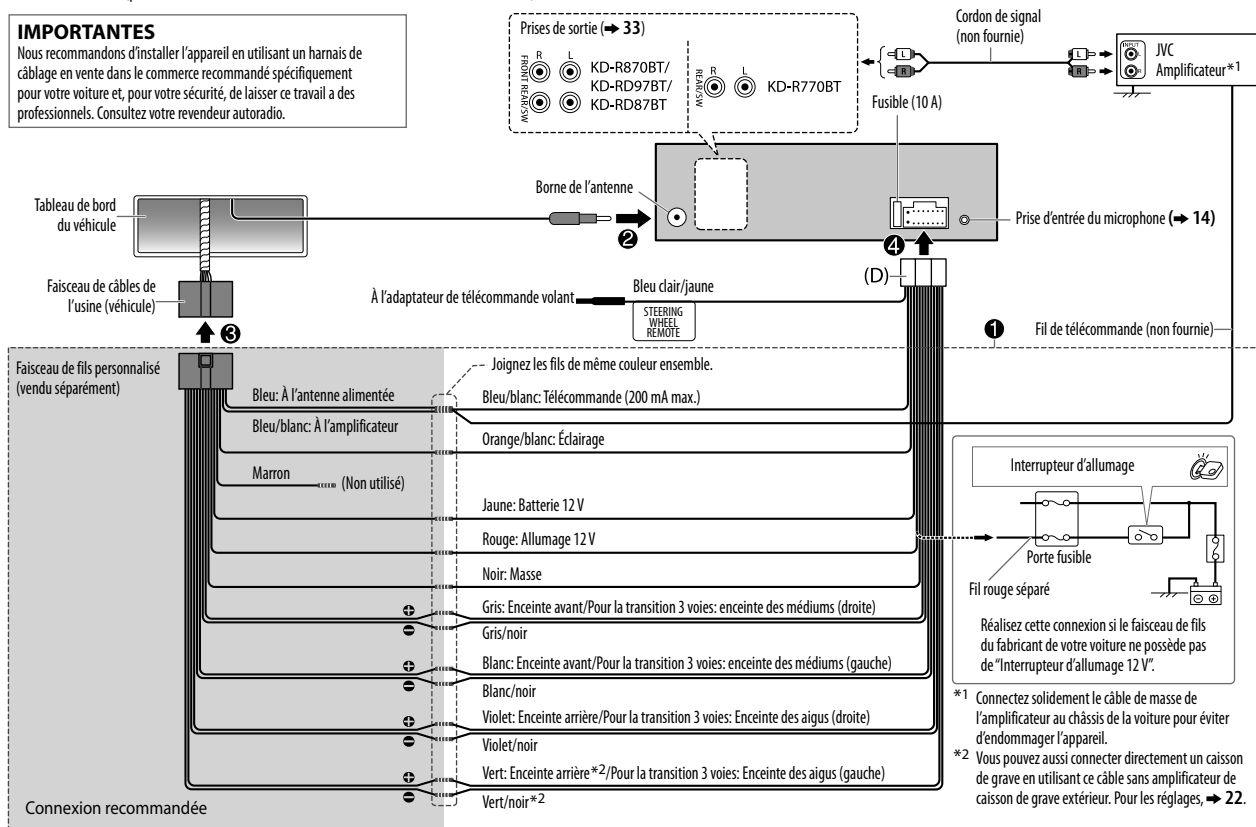 IMPORTANTES
Nous recommandons d'installer l'appareil en utilisant un harnais de
câblage en vente dans le commerce recommandé spécifiquement
pour votre voiture et, pour votre sécurité, de laisser ce travail a des
professionnels. Consultez votre revendeur autoradio.
Prises de sortie (➜ 33)
R L
FRONT REAR/SW
KD-R870BT/
KD-RD97BT/
KD-RD87BT
REAR/SW
R L
KD-R770BT
Cordon de signal
(non fournie)
L
R
L
R
INPUT
L
R
JVC
Amplificateur*1
Fusible (10 A)
Borne de l'antenne
Tableau de bord
du véhicule
2
4
Prise d'entrée du microphone (➜ 14)
(D)
Faisceau de câbles de
l'usine (véhicule)
À l'adaptateur de télécommande volant
Bleu clair/jaune
STEERING
WHEEL
REMOTE
3
1
Fil de télécommande (non fournie)
Faisceau de fils personnalisé
(vendu séparément)
Joignez les fils de même couleur ensemble.
Bleu: À l'antenne alimentée
Bleu/blanc: Télécommande (200 mA max.)
Bleu/blanc: À l'amplificateur
Orange/blanc: Éclairage
Marron
(Non utilisé)
Jaune: Batterie 12 V
Rouge: Allumage 12 V
Noir: Masse
Gris: Enceinte avant/Pour la transition 3 voies: enceinte des médiums (droite)
Gris/noir
Blanc: Enceinte avant/Pour la transition 3 voies: enceinte des médiums (gauche)
Blanc/noir
Violet: Enceinte arrière/Pour la transition 3 voies: Enceinte des aigus (droite)
Violet/noir
Vert: Enceinte arrière*2/Pour la transition 3 voies: Enceinte des aigus (gauche)
Vert/noir*2
Connexion recommandée
Interrupteur d'allumage
Porte fusible
Fil rouge séparé
Réalisez cette connexion si le faisceau de fils
du fabricant de votre voiture ne possède pas
de "Interrupteur d'allumage 12 V".
*1 Connectez solidement le câble de masse de
l'amplificateur au châssis de la voiture pour éviter
d'endommager l'appareil.
*2 Vous pouvez aussi connecter directement un caisson
de grave en utilisant ce câble sans amplificateur de
caisson de grave extérieur. Pour les réglages, ➜ 22.